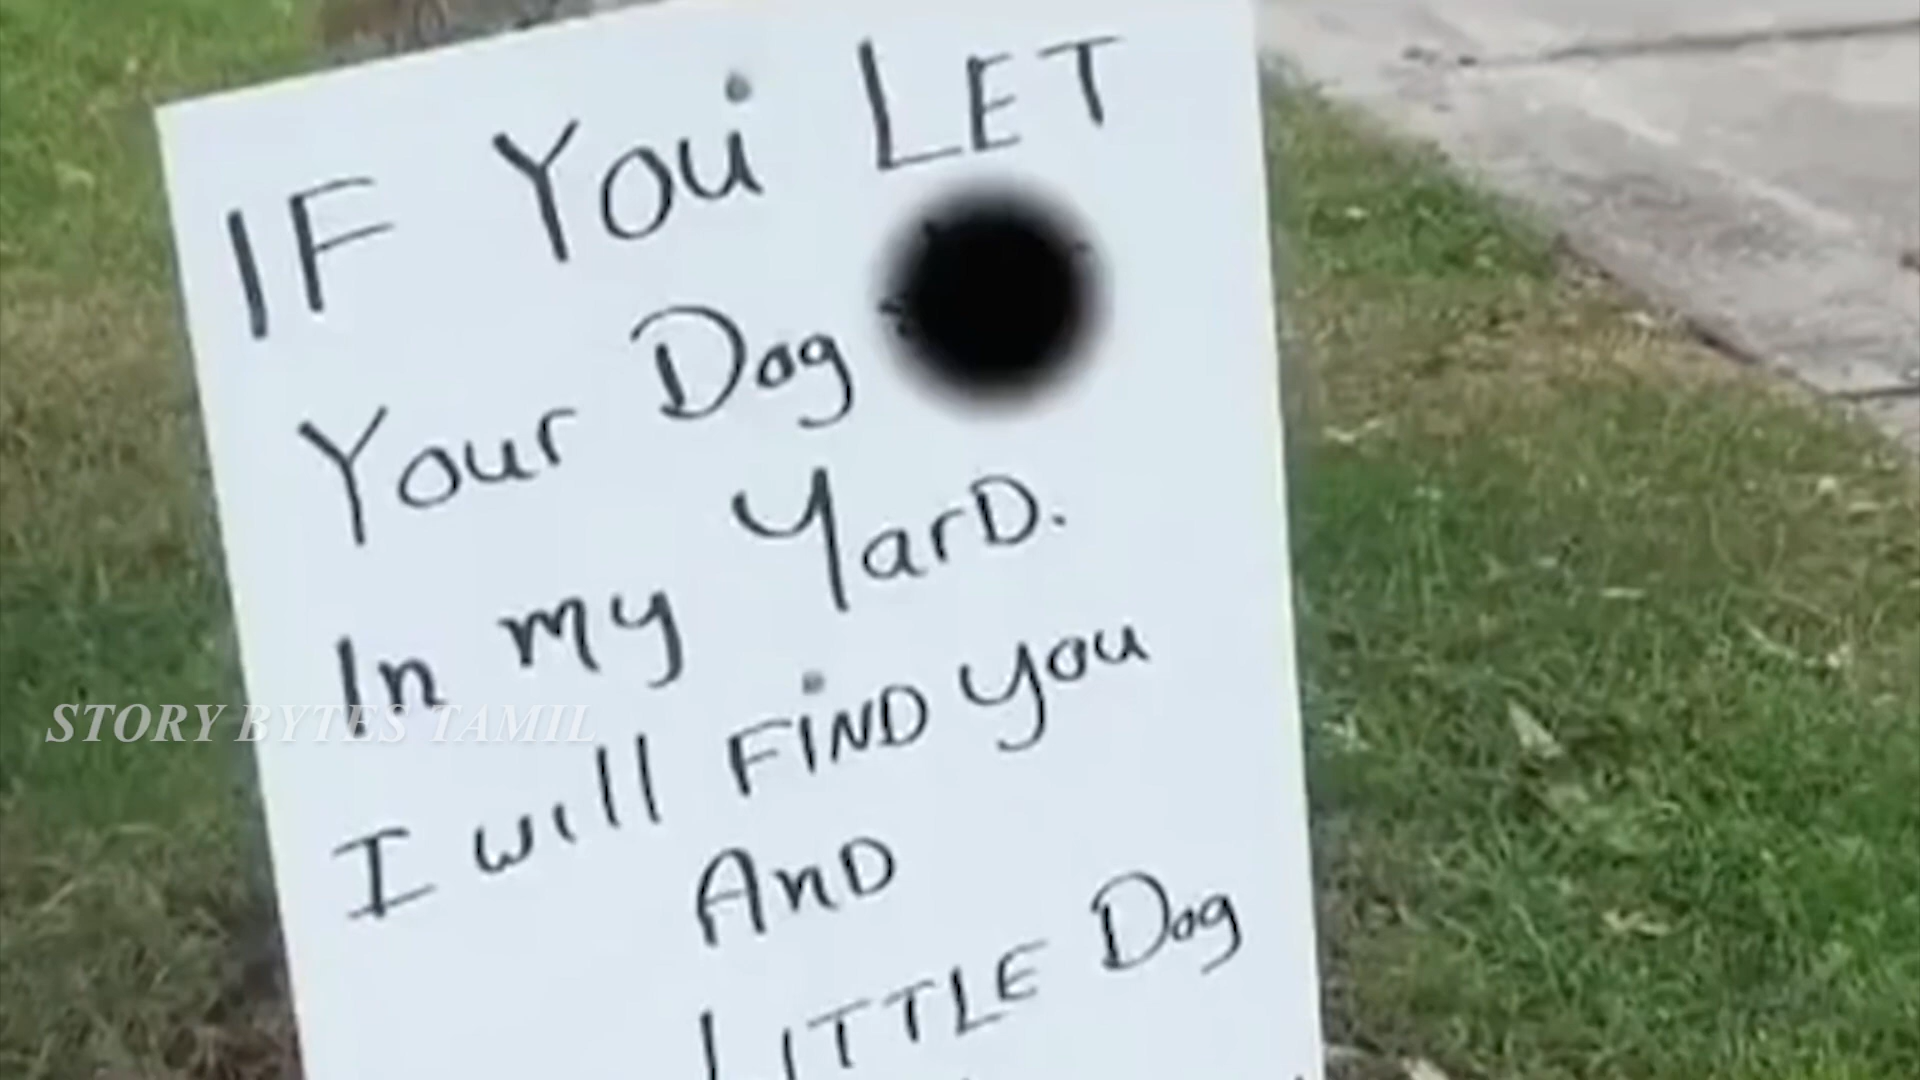 IF YOU LET
Your Dog
In my YarD.
I will FiND you
AnD
LITTLE Dog
STORY BYTES TAMIL